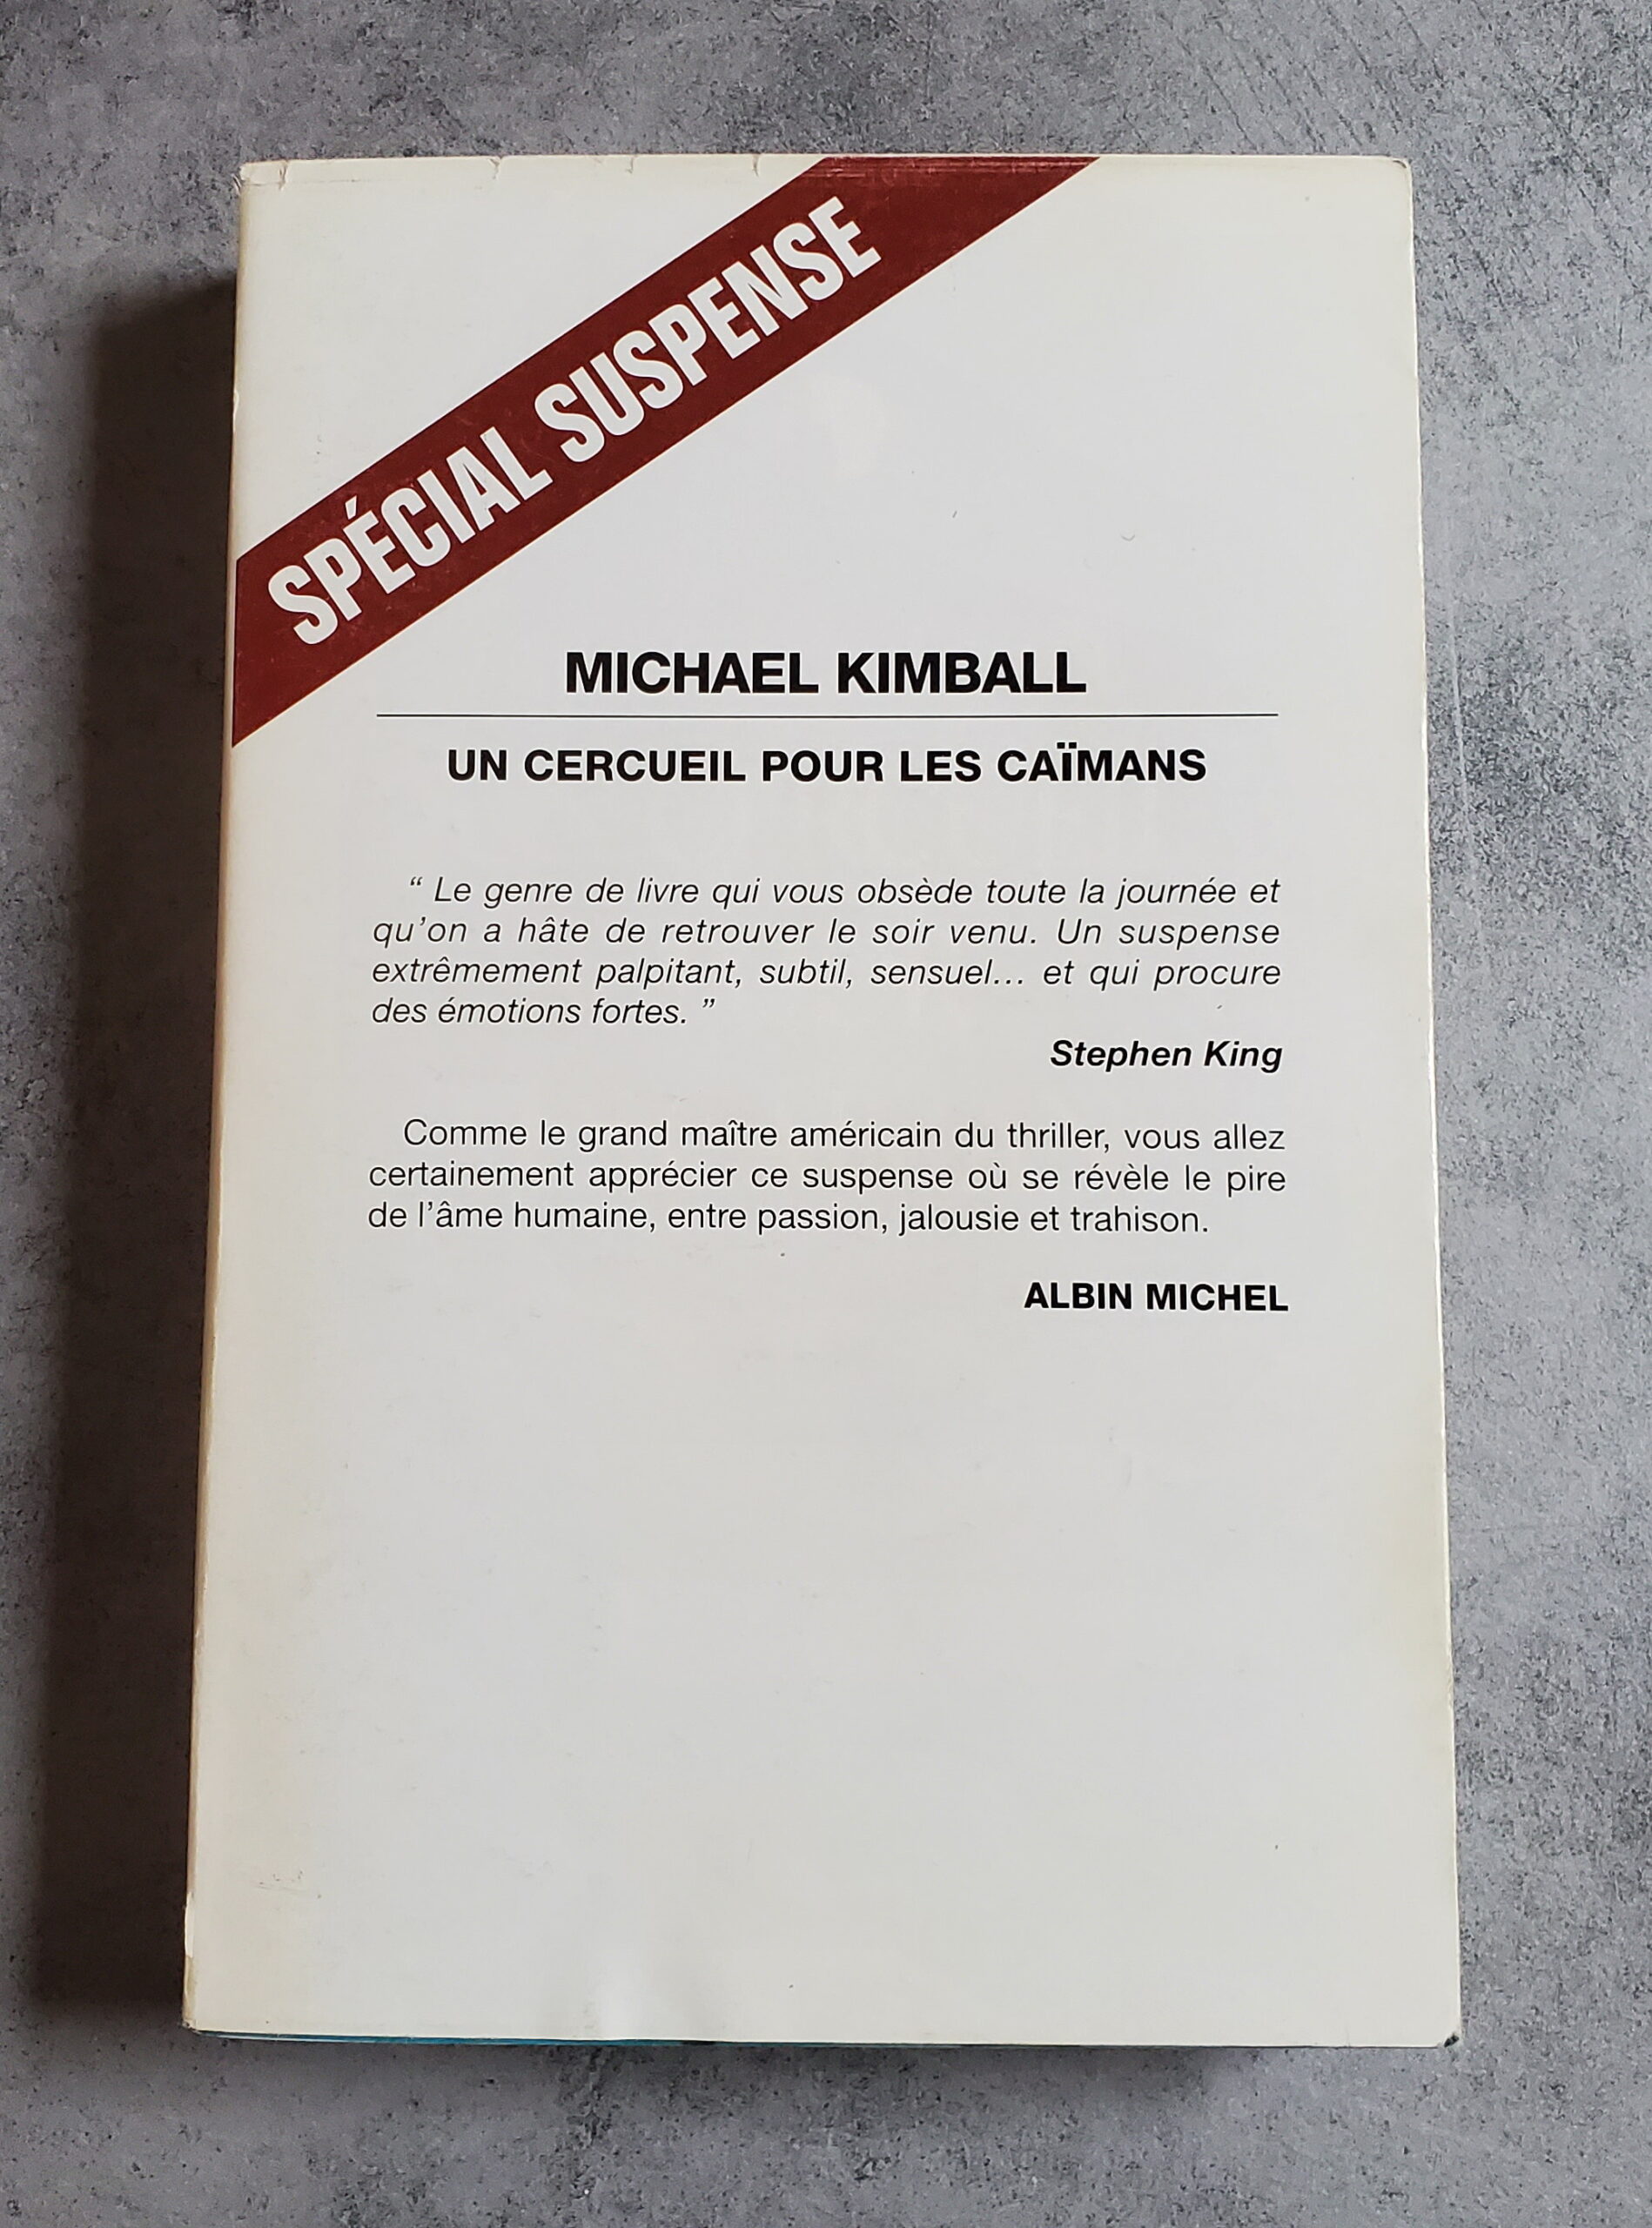 SPÉCIAL SUSPENSE
MICHAEL KIMBALL
UN CERCUEIL POUR LES CAÏMANS
“ Le genre de livre qui vous obsède toute la journée et
qu’on a hâte de retrouver le soir venu. Un suspense
extrêmement palpitant, subtil, sensuel... et qui procure
des émotions fortes. ”
Stephen King
Comme le grand maître américain du thriller, vous allez
certainement apprécier ce suspense où se révèle le pire
de l’âme humaine, entre passion, jalousie et trahison.
ALBIN MICHEL